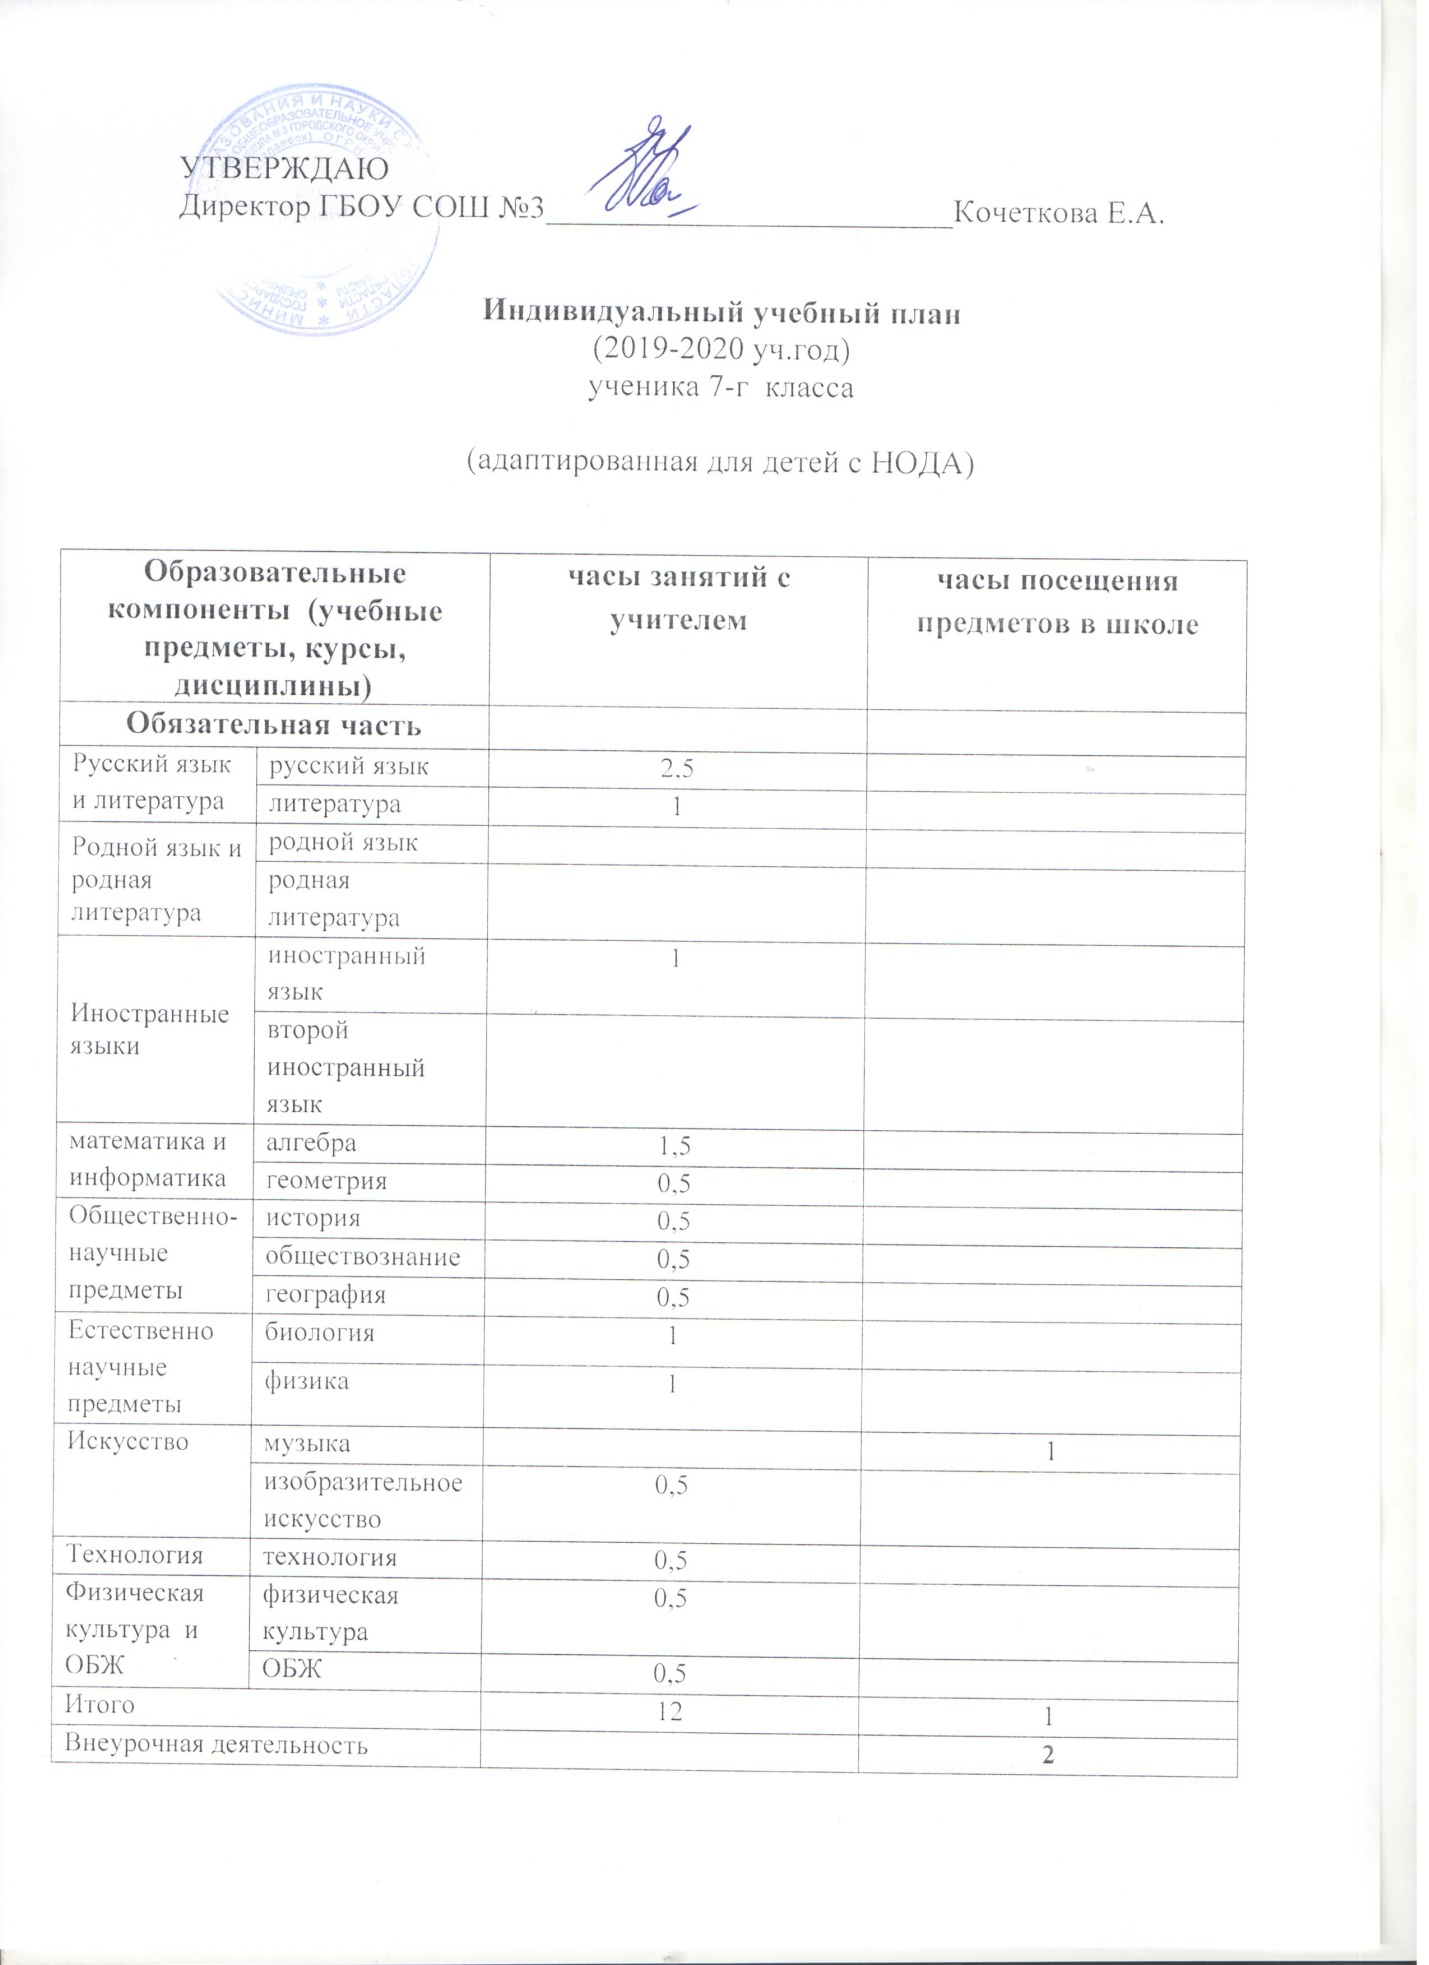 УТВЕРЖДАЮ
Директор ГБОУ СОШ №3__________________________Кочеткова Е.А.
Индивидуальный учебный план
(2019-2020 уч.год)
ученика 7-г класса
(адаптированная для детей с НОДА)
Образовательные
компоненты (учебные
предметы, курсы,
дисциплины)
часы занятий с
учителем
часы посещения
предметов в школе
Обязательная часть
Русский язык
и литература
русский язык
2,5
литература
1
Родной язык и
родная
литература
родной язык
родная
литература
Иностранные
языки
иностранный
язык
1
второй
иностранный
язык
математика и
информатика
алгебра
1,5
геометрия
0,5
Общественно-
научные
предметы
история
0,5
обществознание
0,5
география
0,5
Естественно
научные
предметы
биология
1
физика
1
Искусство
музыка
1
изобразительное
искусство
0,5
Технология
технология
0,5
Физическая
культура и
ОБЖ
физическая
культура
0,5
ОБЖ
0,5
Итого
12
1
Внеурочная деятельность
2